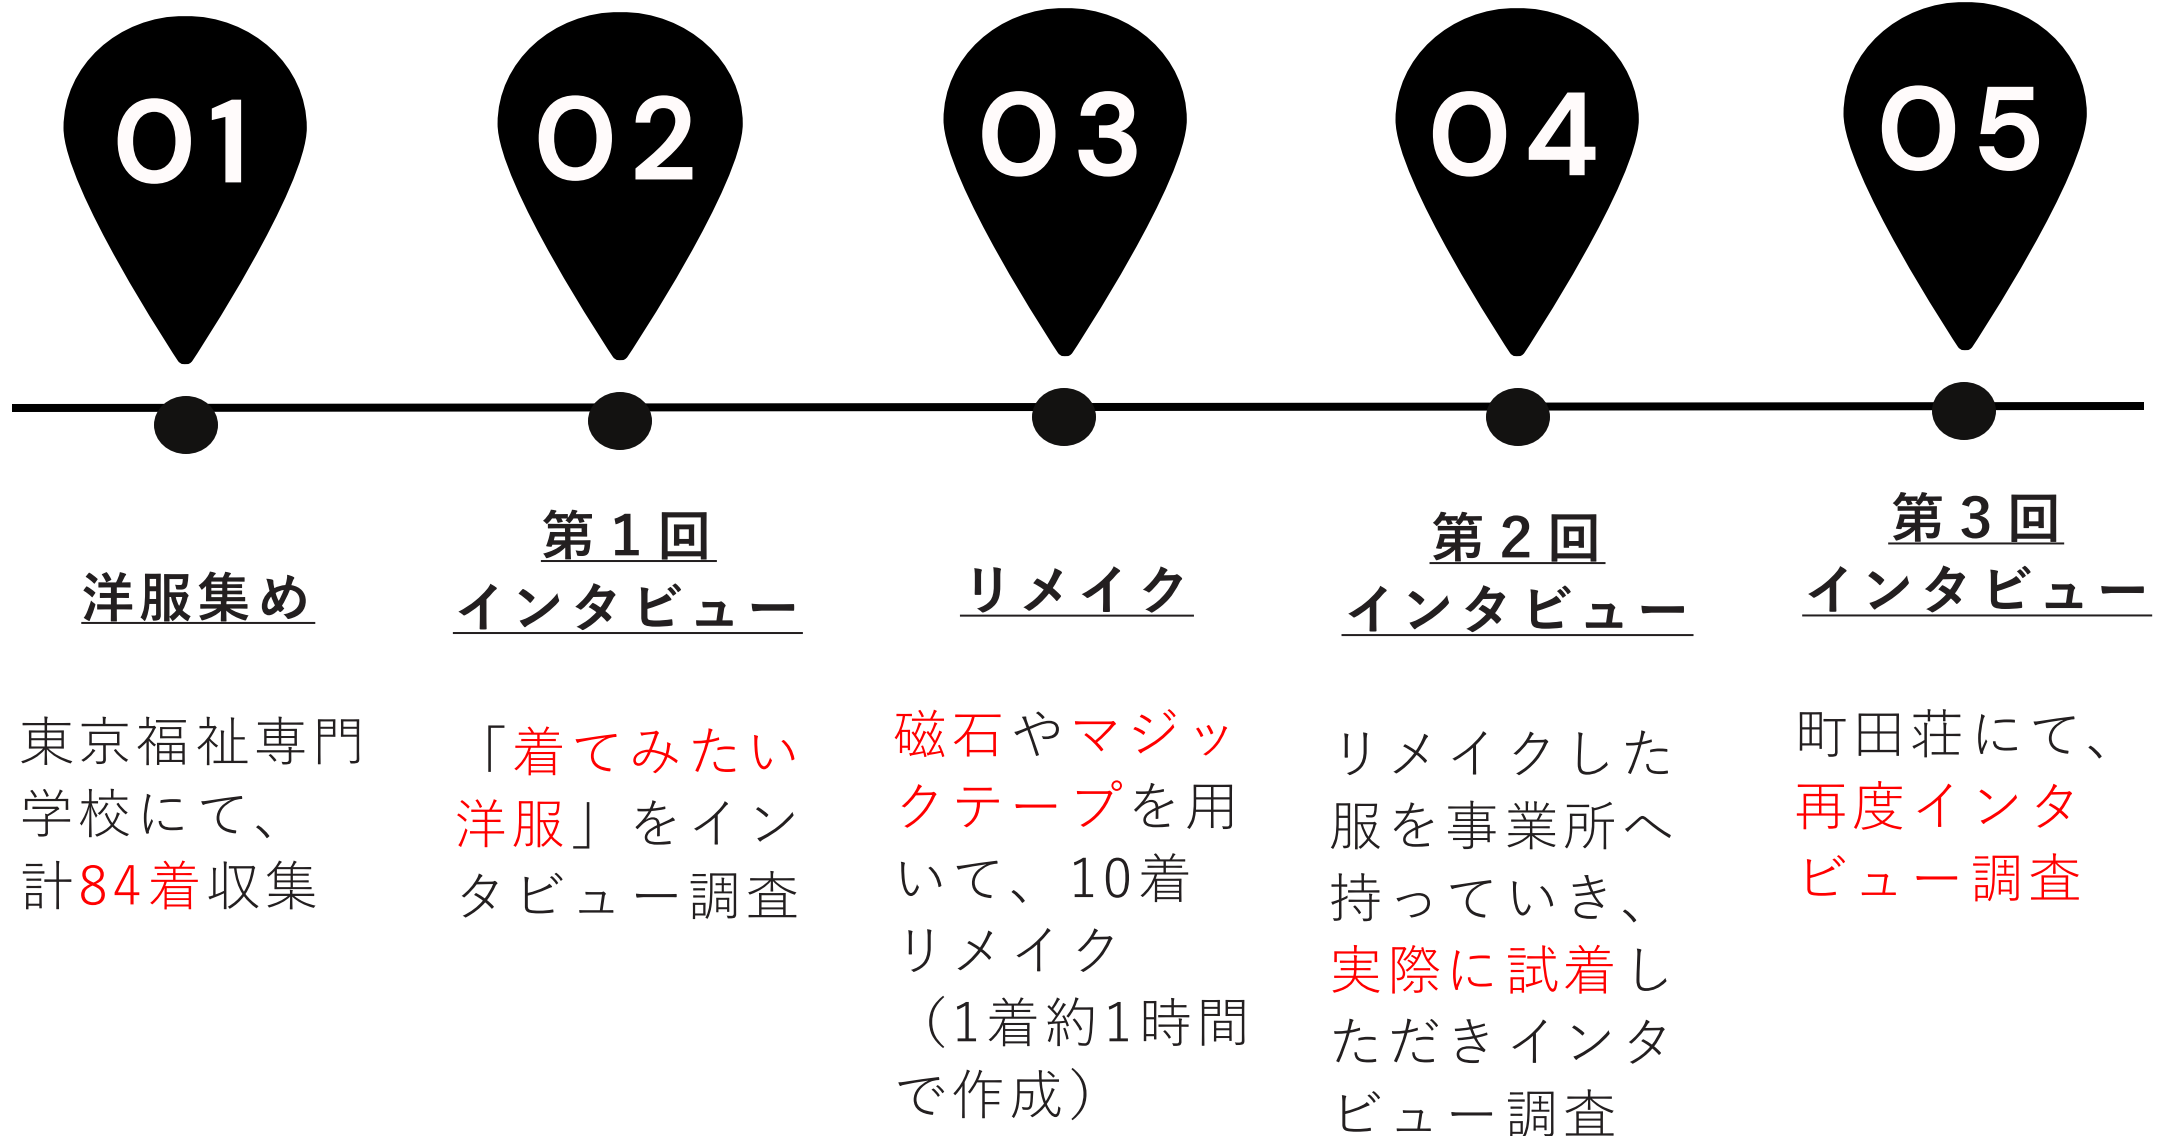 01
02
03
04
05
洋服集め
東京福祉専門
学校にて、
計84着収集
第1回
インタビュー
「着てみたい
洋服」をイン
タビュー調査
リメイク
磁石やマジッ
クテープを用
いて、10着
リメイク
（1着約1時間
で作成）
第2回
インタビュー
リメイクした
服を事業所へ
持っていき、
実際に試着し
ただきインタ
ビュー調査
第3回
インタビュー
町田荘にて、
再度インタ
ビュー調査